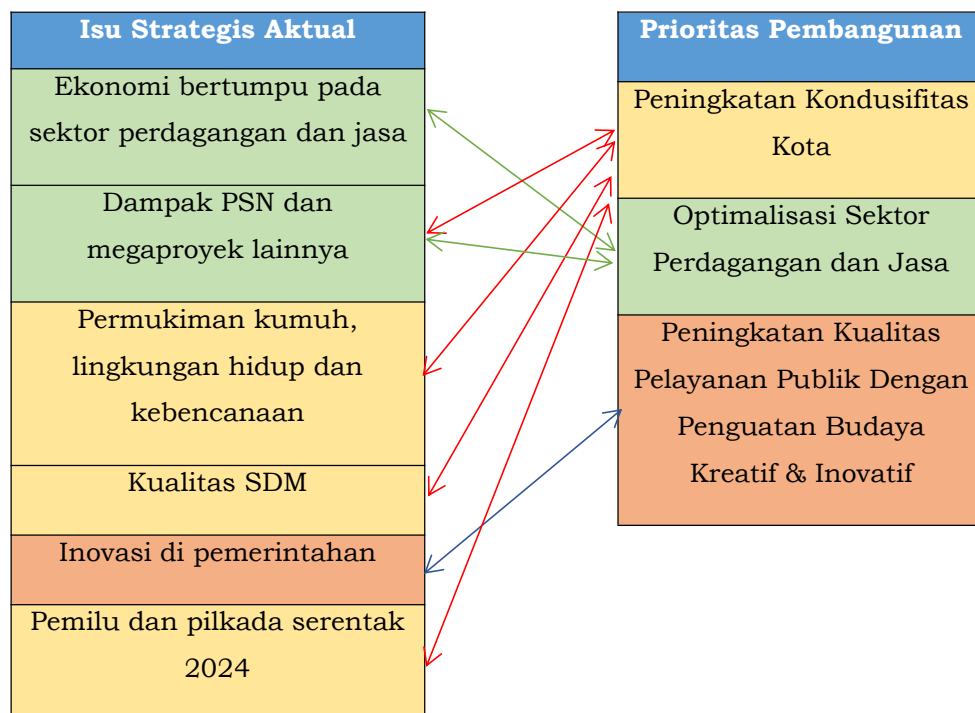 Isu Strategis Aktual
Ekonomi bertumpu pada
sektor perdagangan dan jasa
Dampak PSN dan
megaproyek lainnya
Permukiman kumuh,
lingkungan hidup dan
kebencanaan
Kualitas SDM
Inovasi di pemerintahan
Pemilu dan pilkada serentak
2024
Prioritas Pembangunan
Peningkatan Kondusifitas
Kota
Optimalisasi Sektor
Perdagangan dan Jasa
Peningkatan Kualitas
Pelayanan Publik Dengan
Penguatan Budaya
Kreatif & Inovatif